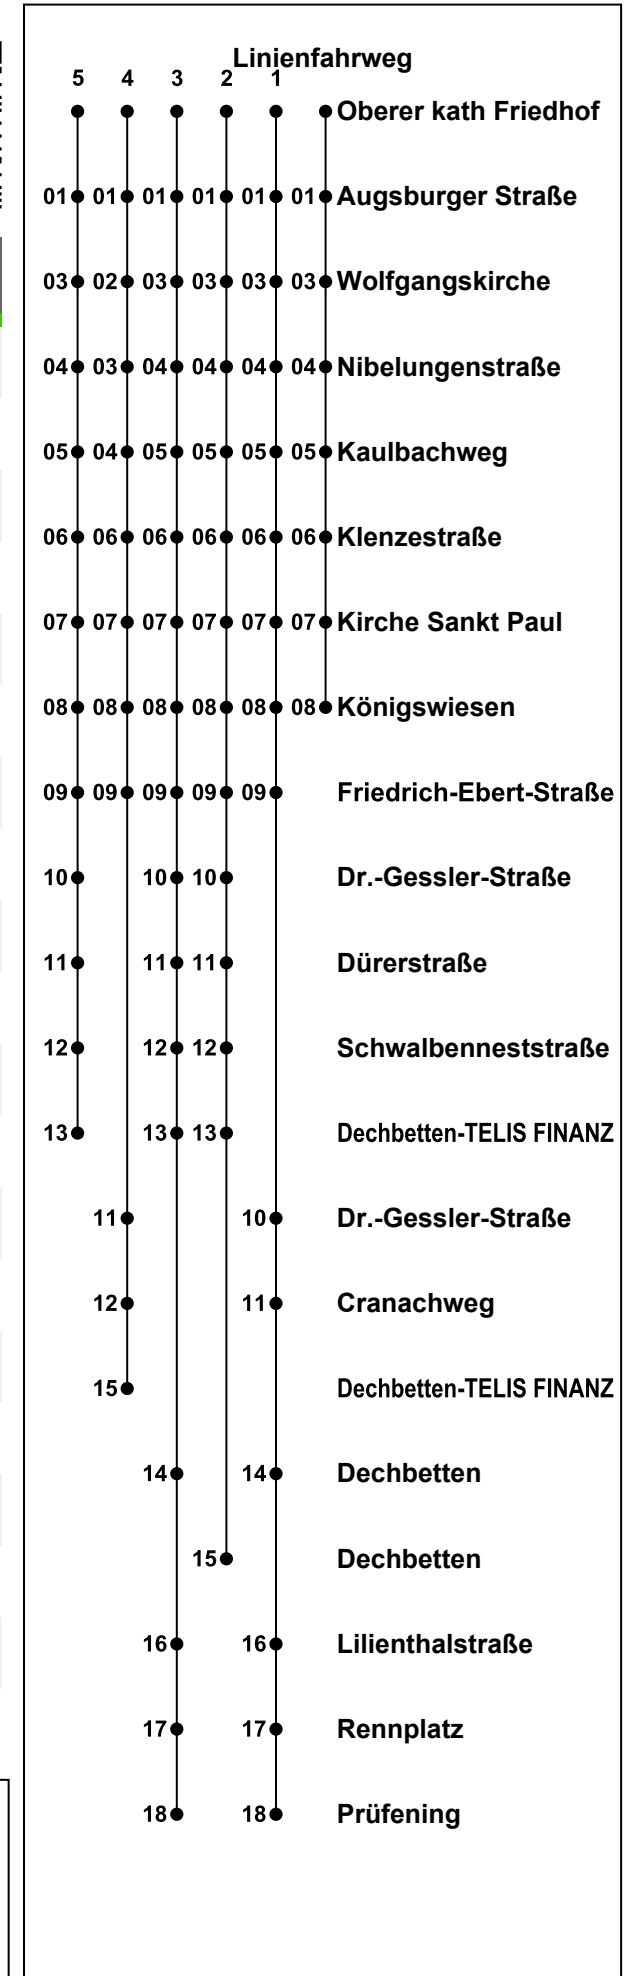 Linienfahrweg
5 4 3 2 1
Oberer kath Friedhof
01 01 01 01 01 01 Augsburger Straße
03 02 03 03 03 03 Wolfgangskirche
04 03 04 04 04 04 Nibelungenstraße
05 04 05 05 05 05 Kaulbachweg
06 06 06 06 06 06 Klenzestraße
07 07 07 07 07 07 Kirche Sankt Paul
08 08 08 08 08 08 Königswiesen
09 09 09 09 09 Friedrich-Ebert-Straße
10 10 10 Dr.-Gessler-Straße
11 11 11 Dürerstraße
12 12 12 Schwalbenneststraße
13 13 13 Dechbetten-TELIS FINANZ
11 10 Dr.-Gessler-Straße
12 11 Cranachweg
15 Dechbetten-TELIS FINANZ
14 14 Dechbetten
15 Dechbetten
16 16 Lilienthalstraße
17 17 Rennplatz
18 18 Prüfening